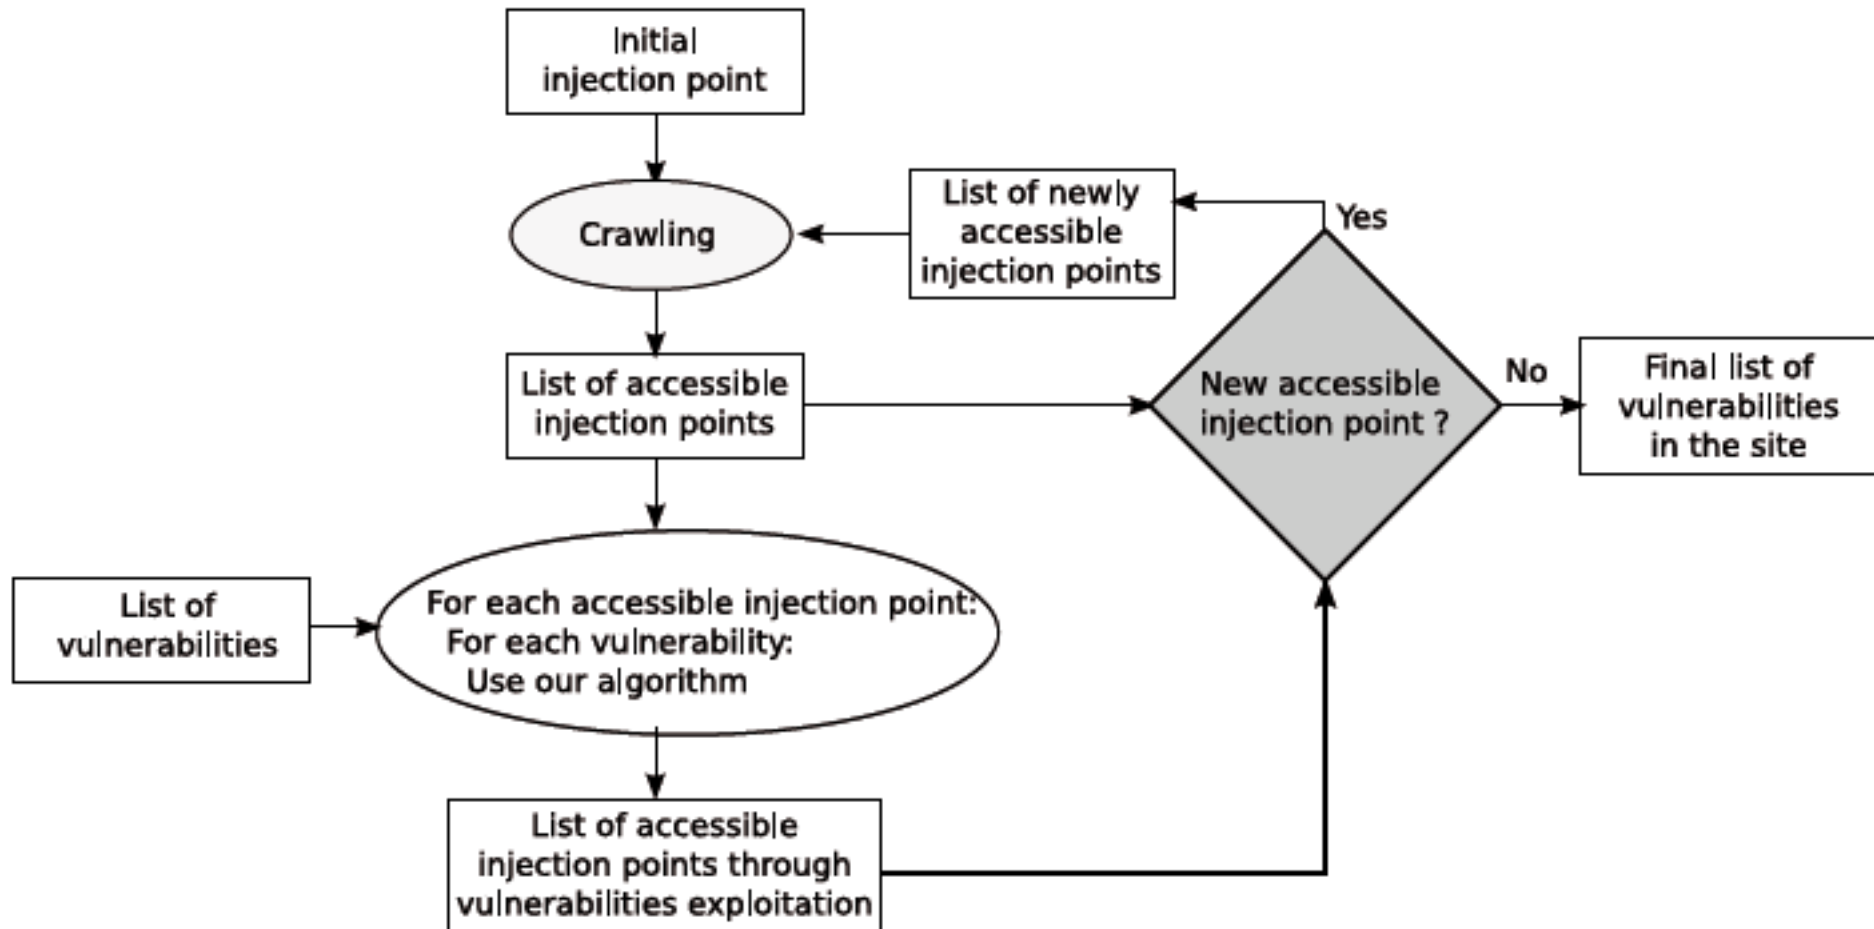 Initial
injection point
Crawling
List of newly
accessible
injection points
Yes
List of accessible
injection points
New accessible
injection point ?
No
Final list of
vulnerabilities
in the site
List of
vulnerabilities
For each accessible injection point:
For each vulnerability:
Use our algorithm
List of accessible
injection points through
vulnerabilities exploitation